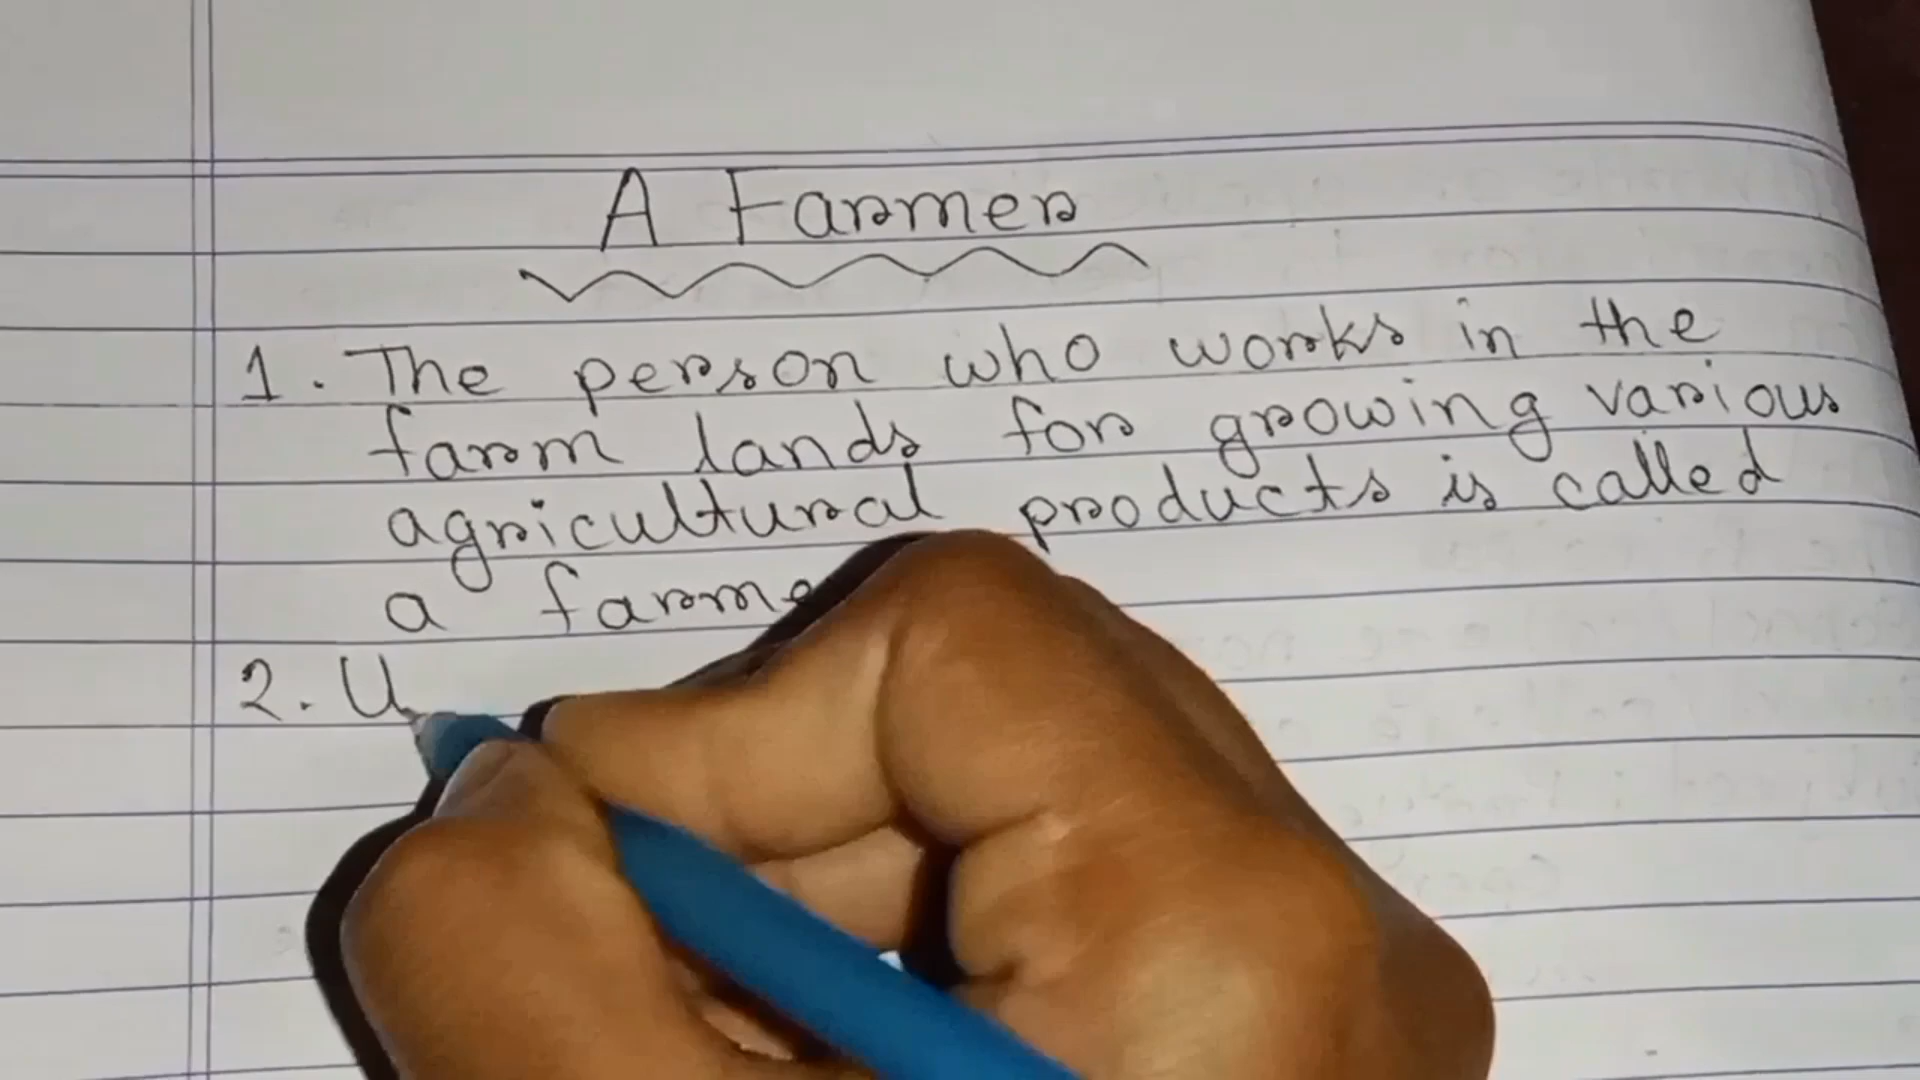 A Farmer
1. The person who works in the
farm lands for growing various
agricultural products is called
a farme
2. U